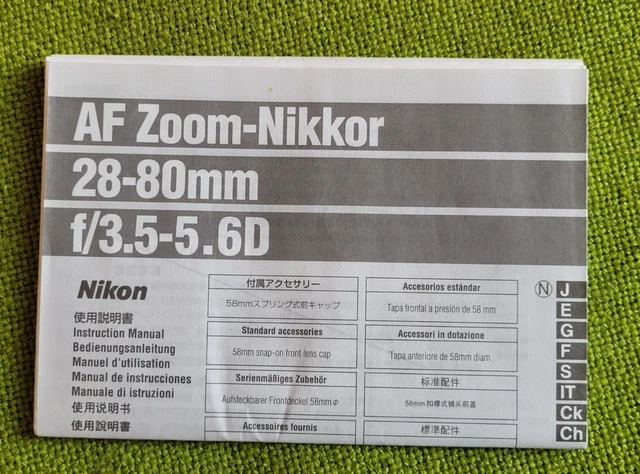 AF Zoom-Nikkor
28-80mm
f/3.5-5.6D
Nikon
使用説明書
Instruction Manual
Bedienungsanleitung
Manuel d'utilisation
Manual de instrucciones
Manuale di istruzioni
使用说明书
使用說明書
付属アクセサリー
58mmスプリング式前キャップ
Standard accessories
58mm snap-on front lens cap
Serienmäßiges Zubehör
Aufsteckbarer Frontdeckel 58mmφ
Accessoires fournis
Accesorios estándar
Tapa frontal a presión de 58 mm
Accessori in dotazione
Tapa anteriore de 58mm diam.
标准配件
58mm 扣襻式镜头前盖
標準配件
N
J
E
G
F
S
IT
Ck
Ch